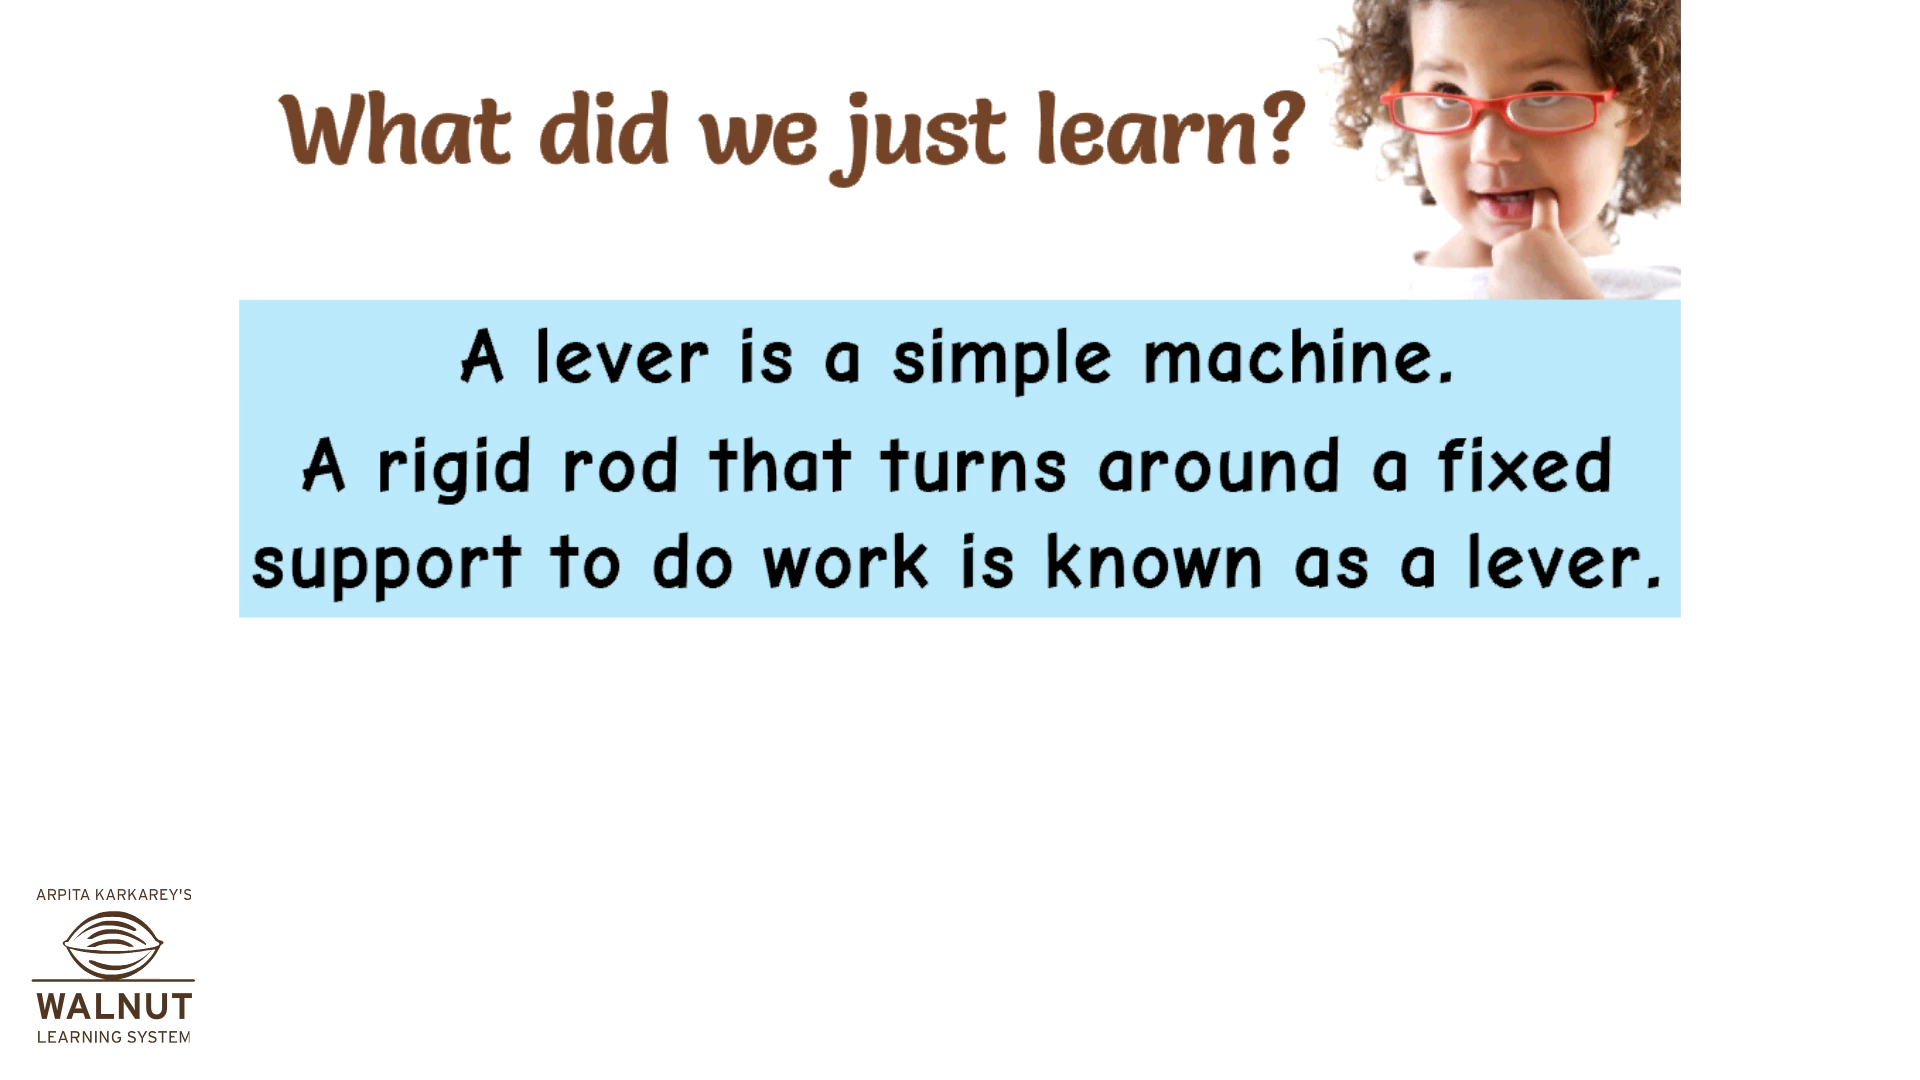 What did we just learn?
A lever is a simple machine.
A rigid rod that turns around a fixed
support to do work is known as a lever.
ARPITA KARKAREY'S
WALNUT
LEARNING SYSTEM